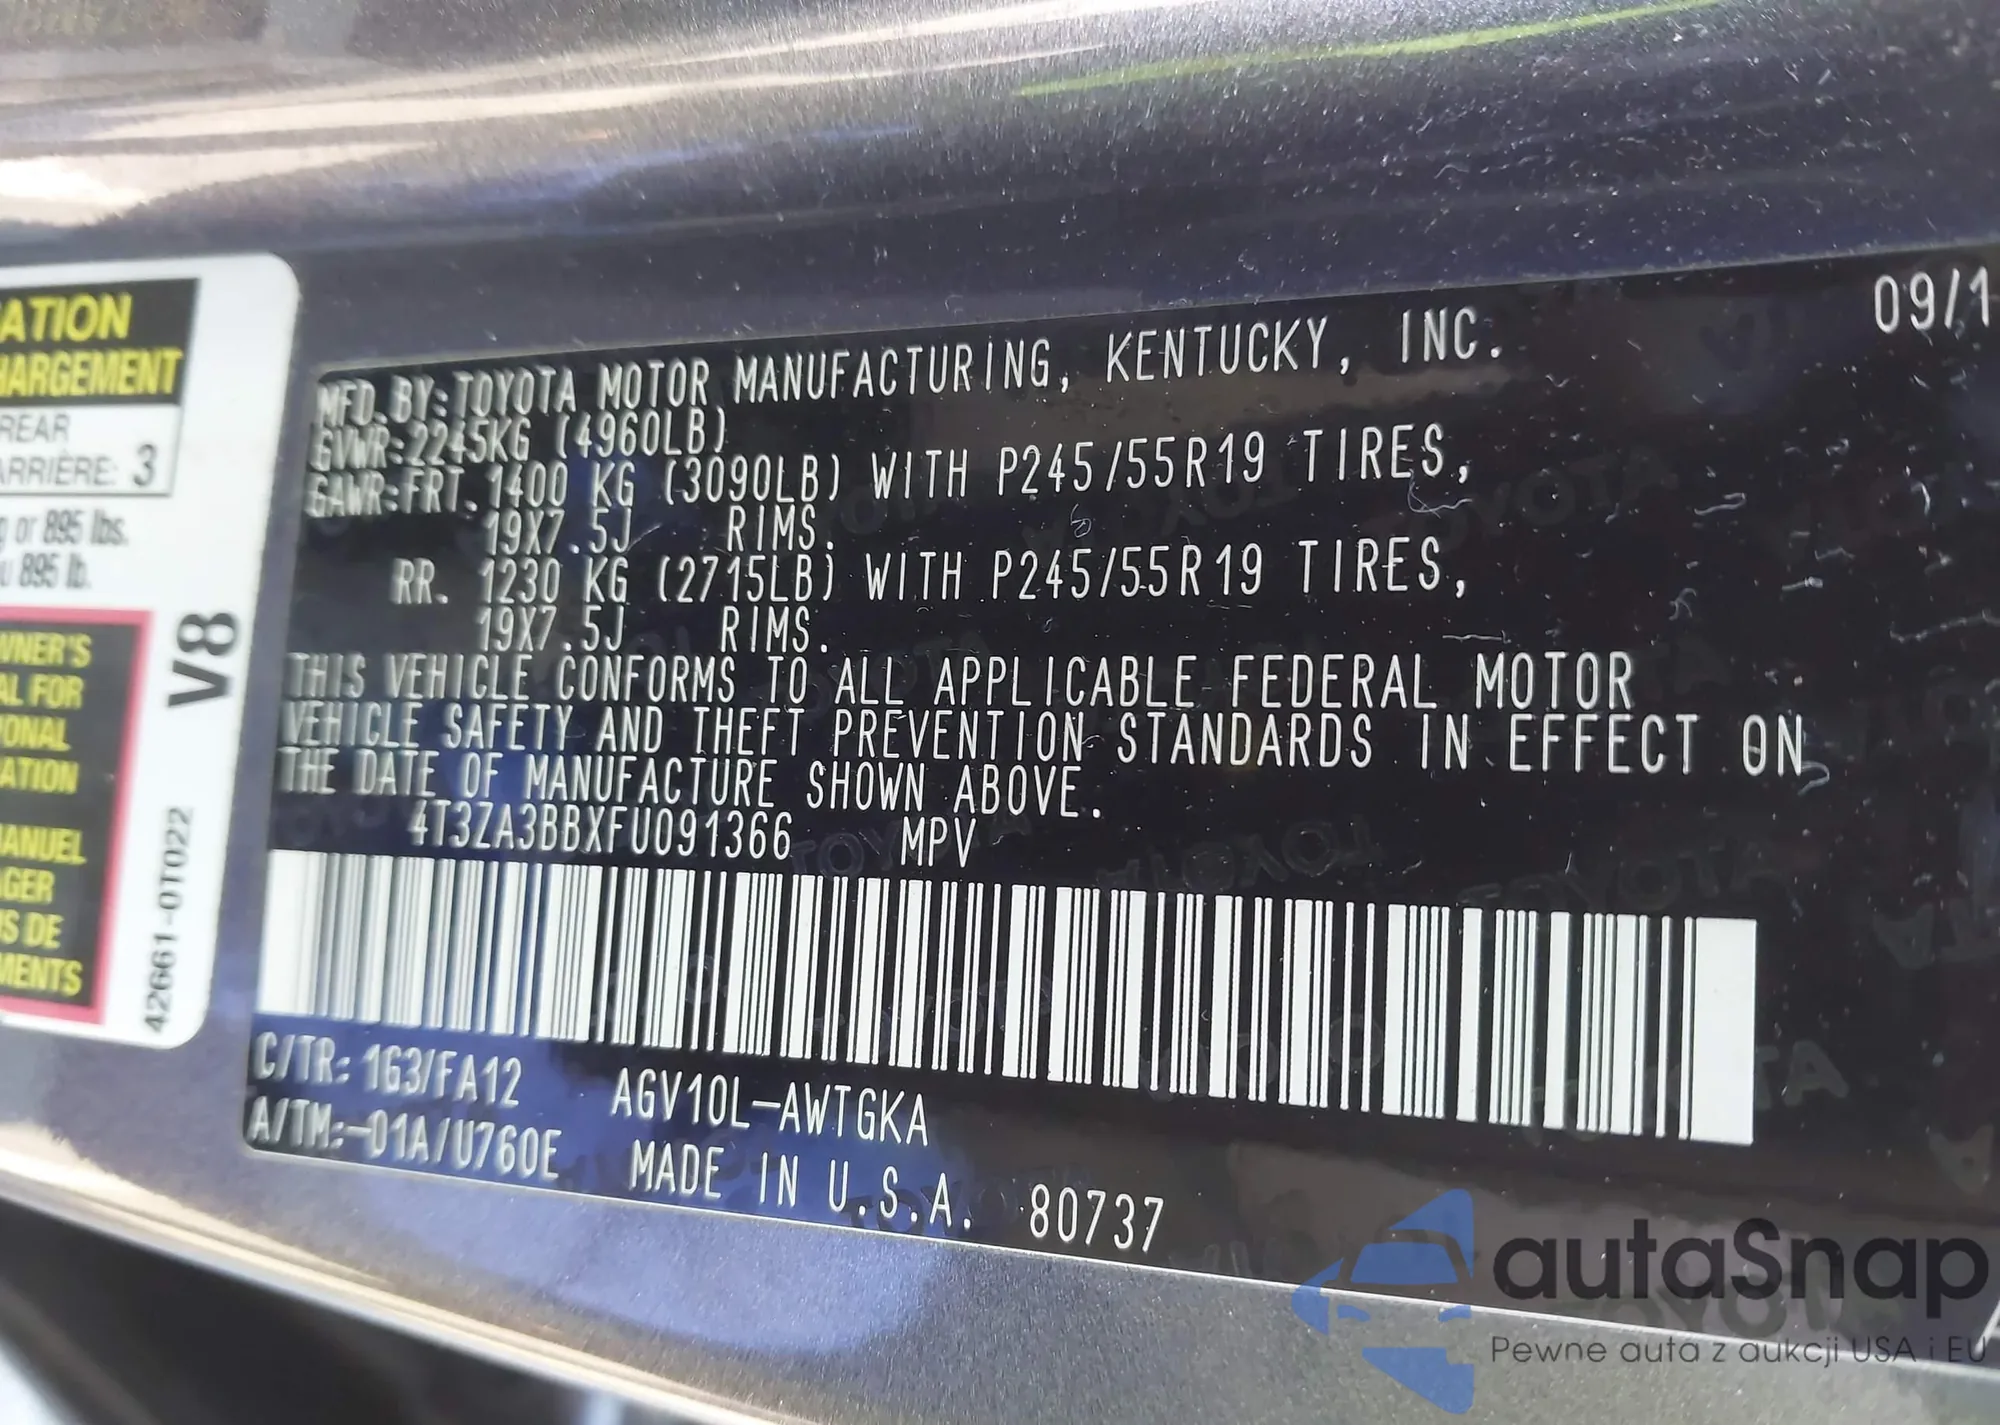 09/1
MFD. BY: TOYOTA MOTOR MANUFACTURING, KENTUCKY, INC.
GVWR: 2245KG (4960LB)
GAWR: FRT. 1400 KG (3090LB) WITH P245/55R19 TIRES,
19X7.5J RIMS.
RR. 1230 KG (2715LB) WITH P245/55R19 TIRES,
19X7.5J RIMS.
THIS VEHICLE CONFORMS TO ALL APPLICABLE FEDERAL MOTOR
VEHICLE SAFETY AND THEFT PREVENTION STANDARDS IN EFFECT ON
THE DATE OF MANUFACTURE SHOWN ABOVE.
4T3ZA3BBXFU091366 MPV
C/TR: 1G3/FA12 AGV10L-AWTGKA
A/TM:-01A/U760E MADE IN U.S.A. 80737
ATION
HARGEMENT
REAR
ARRIÈRE: 3
g or 895 lbs.
u 895 lb.
WNER'S
AL FOR
IONAL
ATION
MANUEL
AGER
US DE
MENTS
V8
42661-0T022
autaSnap
Pewne auta z aukcji USA i EU